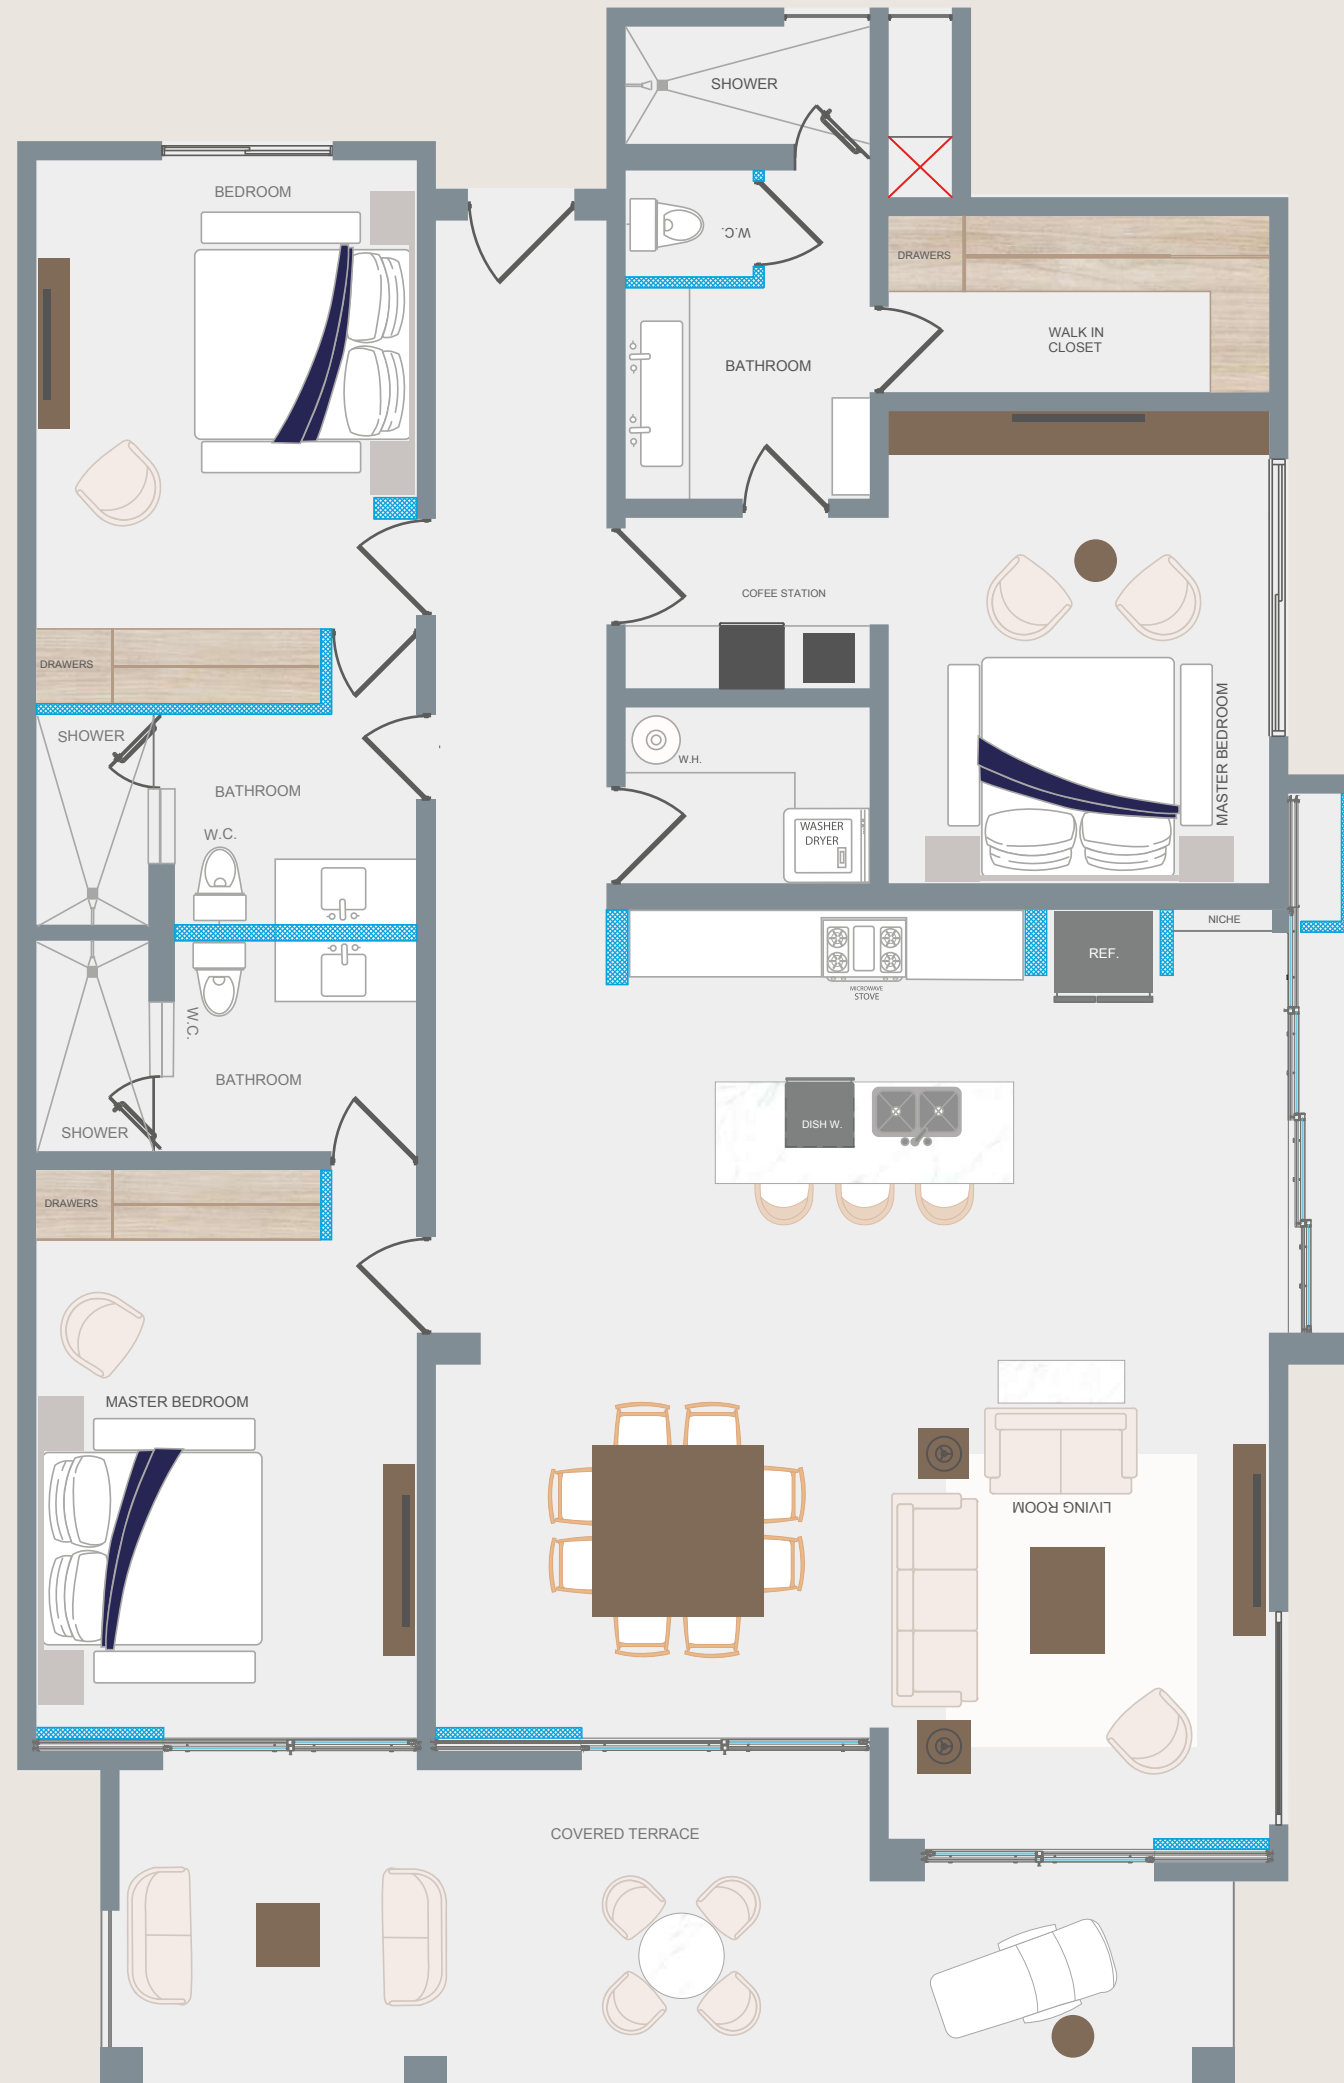 SHOWER
BEDROOM
W.C.
DRAWERS
WALK IN
CLOSET
BATHROOM
COFEE STATION
DRAWERS
MASTER BEDROOM
SHOWER
W.H.
BATHROOM
WASHER
DRYER
W.C.
NICHE
REF.
MICROWAVE
STOVE
W.C.
BATHROOM
SHOWER
DISH W.
DRAWERS
MASTER BEDROOM
LIVING ROOM
COVERED TERRACE